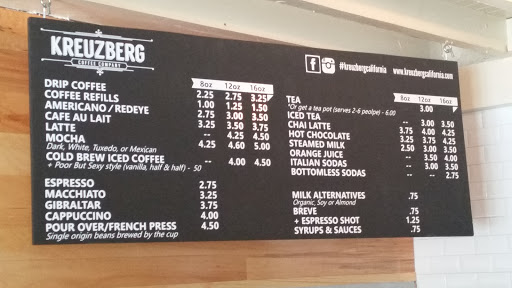 KREUZBERG
COFFEE COMPANY
#kreuzbergcalifornia www.kreuzbergcalifornia.com
8oz 12oz 16oz
DRIP COFFEE 2.25 2.75 3.25
COFFEE REFILLS 1.00 1.25 1.50
AMERICANO/REDEYE 2.75 3.00 3.50
CAFE AU LAIT 3.25 3.50 3.75
LATTE -- 4.25 4.50
MOCHA 4.25 4.60 5.00
Dark, White, Tuxedo, or Mexican
COLD BREW ICED COFFEE -- 4.00 4.50
+ Poor But Sexy style (vanilla, half & half) - 50
ESPRESSO 2.75
MACCHIATO 3.25
GIBRALTAR 3.75
CAPPUCCINO 4.00
POUR OVER/FRENCH PRESS 4.50
Single origin beans brewed by the cup
8oz 12oz 16oz
TEA -- 3.00 --
*Or get a tea pot (serves 2-6 peolpe) - 6.00
ICED TEA -- 3.00 3.50
CHAI LATTE 3.75 4.00 4.25
HOT CHOCOLATE 3.25 3.75 4.25
STEAMED MILK 2.50 3.00 3.50
ORANGE JUICE -- 3.50 4.00
ITALIAN SODAS -- 3.00 3.50
BOTTOMLESS SODAS -- -- 2.75
MILK ALTERNATIVES .75
Organic, Soy or Almond
BREVE .75
+ ESPRESSO SHOT 1.25
SYRUPS & SAUCES .75